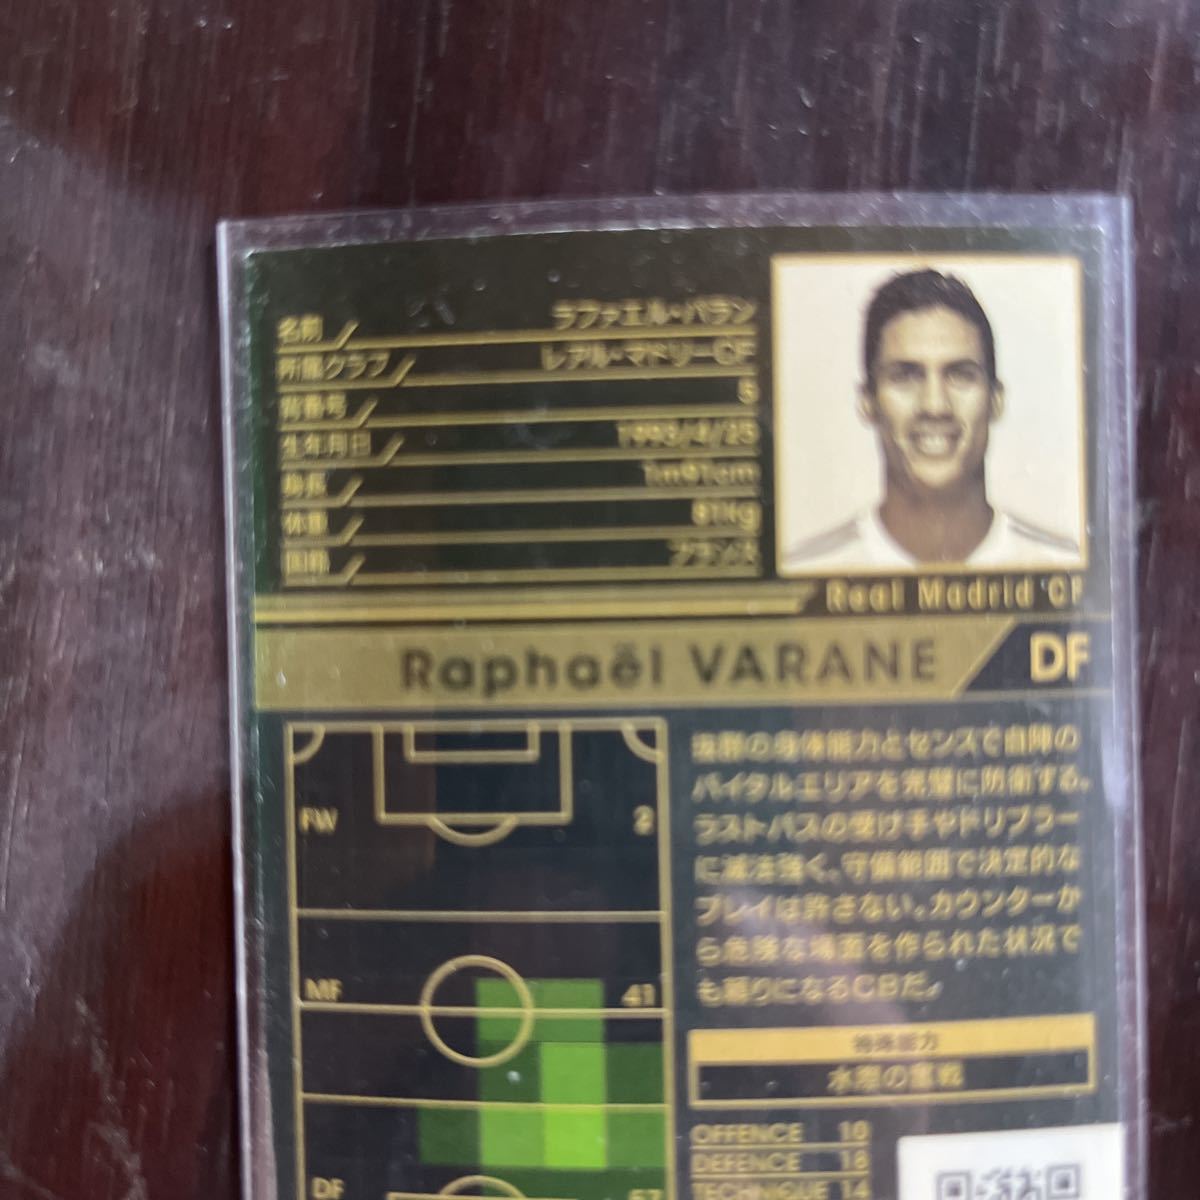 名前 ラファエル・バラン
所属クラブ レアル・マドリーCF
背番号 5
生年月日 1993/4/25
身長 1m91cm
体重 81Kg
国籍 フランス
Real Madrid CF
Raphaël VARANE DF
抜群の身体能力とセンスで自陣の
バイタルエリアを完璧に防衛する。
ラストパスの受け手やドリブラー
に滅法強く、守備範囲で決定的な
プレイは許さない。カウンターか
ら危険な場面を作られた状況で
も頼りになるCBだ。
FW 2
MF 41
DF 57
特殊能力
水際の奮戦
OFFENCE 10
DEFENCE 18
TECHNIQUE 14